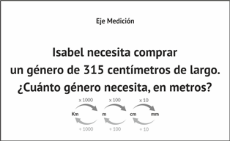 Eje Medición
Isabel necesita comprar
un género de 315 centímetros de largo.
¿Cuánto género necesita, en metros?
x 1000 x 100 x 10
Km m cm mm
÷ 1000 ÷ 100 ÷ 10